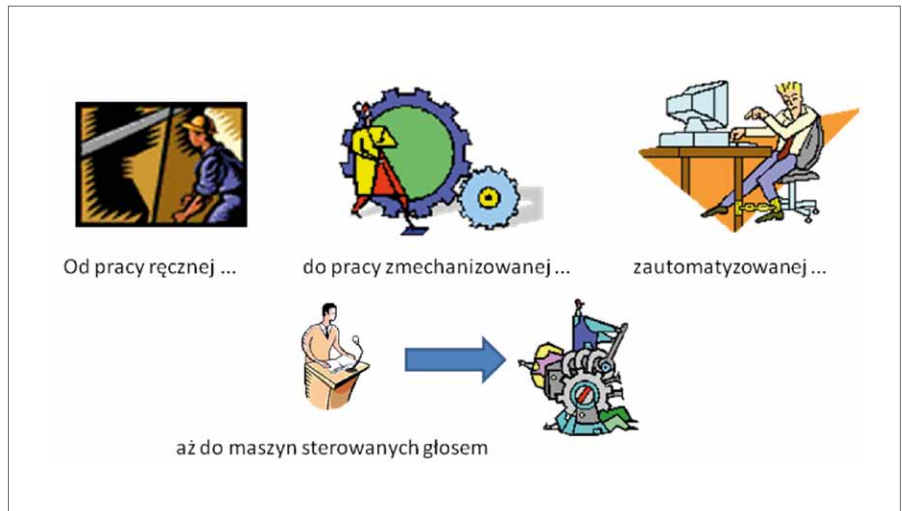 Od pracy ręcznej ...
do pracy zmechanizowanej ...
zautomatyzowanej ...
aż do maszyn sterowanych głosem